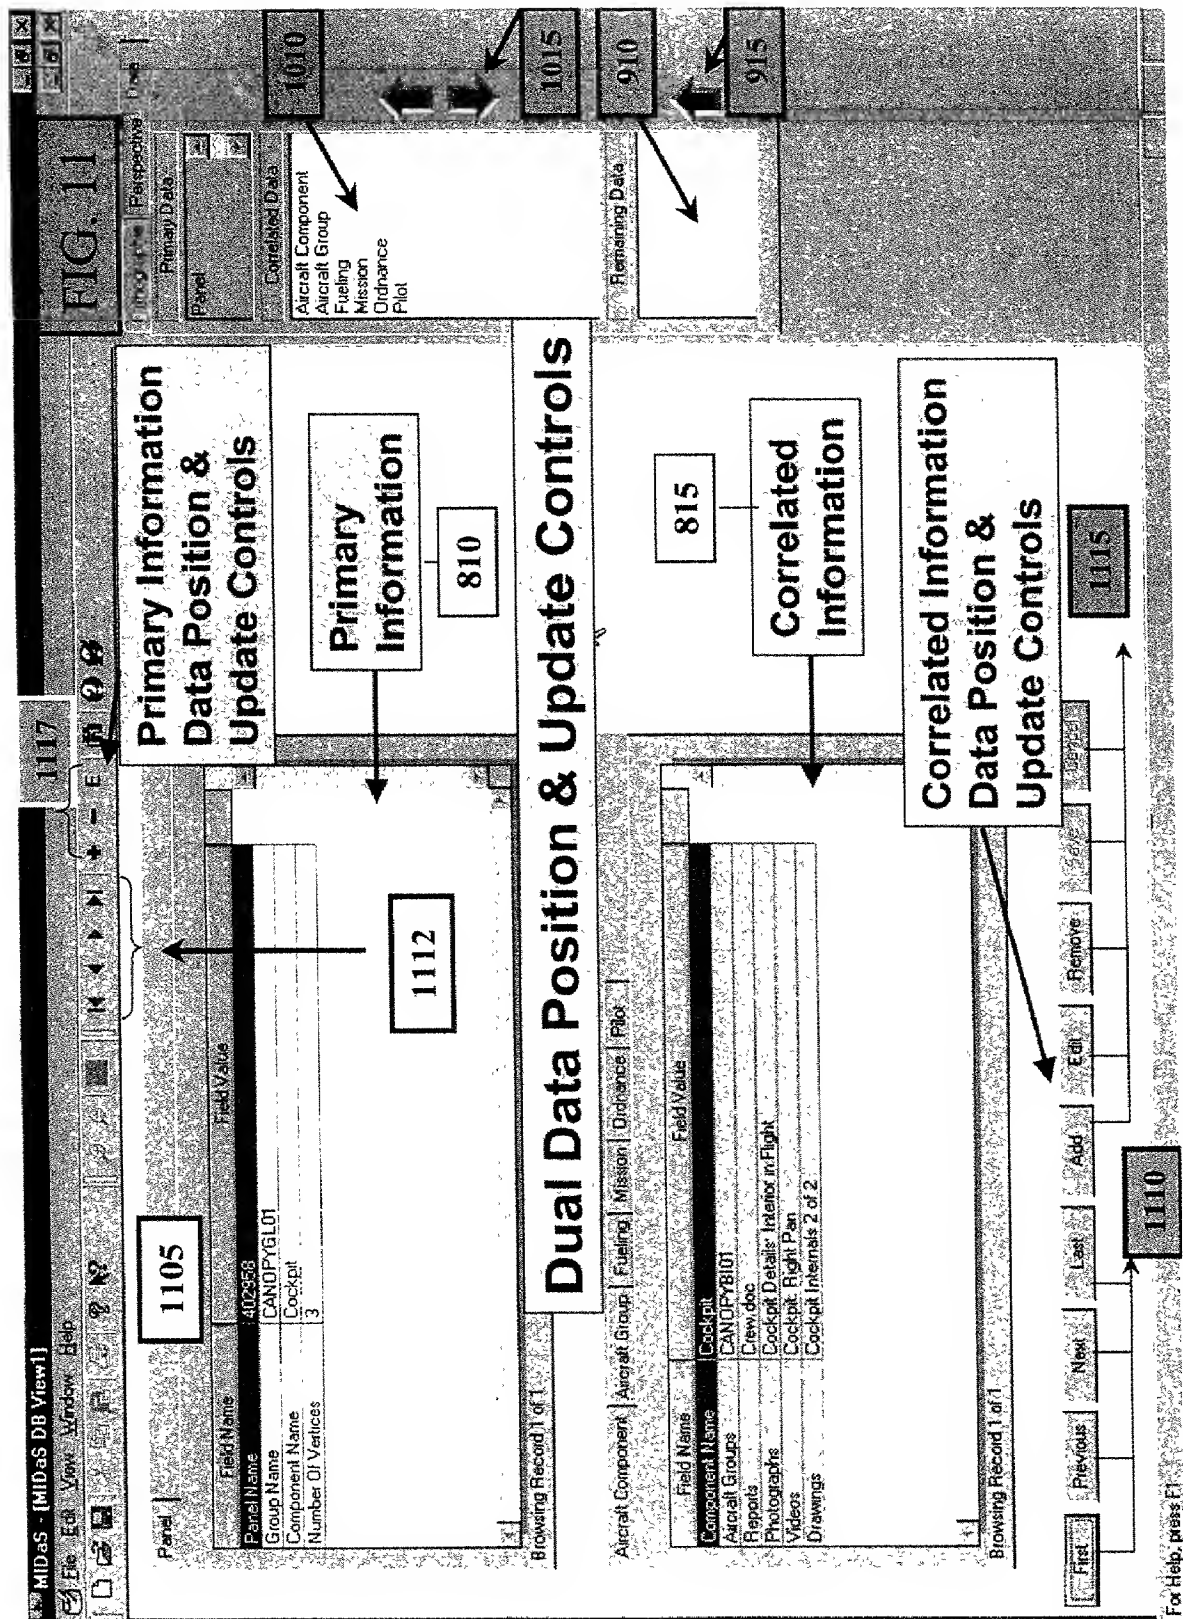 MIDaS - [MIDaS DB View1]
File Edit View Window Help
1117
FIG. 11
E
Primary Information
Data Position &
Update Controls
1105
Panel
Field Name Field Value
Panel Name 402958
Group Name CANOPYGL01
Component Name Cockpit
Number Of Vertices 3
1112
Primary
Information
810
Browsing Record 1 of 1
Dual Data Position & Update Controls
Aircraft Component Aircraft Group Fueling Mission Ordnance Pilot
Field Name Field Value
Component Name Cockpit
Aircraft Groups CANOPYBI01
Reports Crew.doc
Photographs Cockpit Details: Interior in Flight
Videos Cockpit: Right Pan
Drawings Cockpit Internals 2 of 2
815
Correlated
Information
Browsing Record 1 of 1
Correlated Information
Data Position &
Update Controls
First Previous Next Last Add Edit Remove Save
1110
1115
For Help, press F1
Perspective
Primary Data
Panel
Correlated Data
Aircraft Component
Aircraft Group
Fueling
Mission
Ordnance
Pilot
1010
1015
Remaining Data
910
915